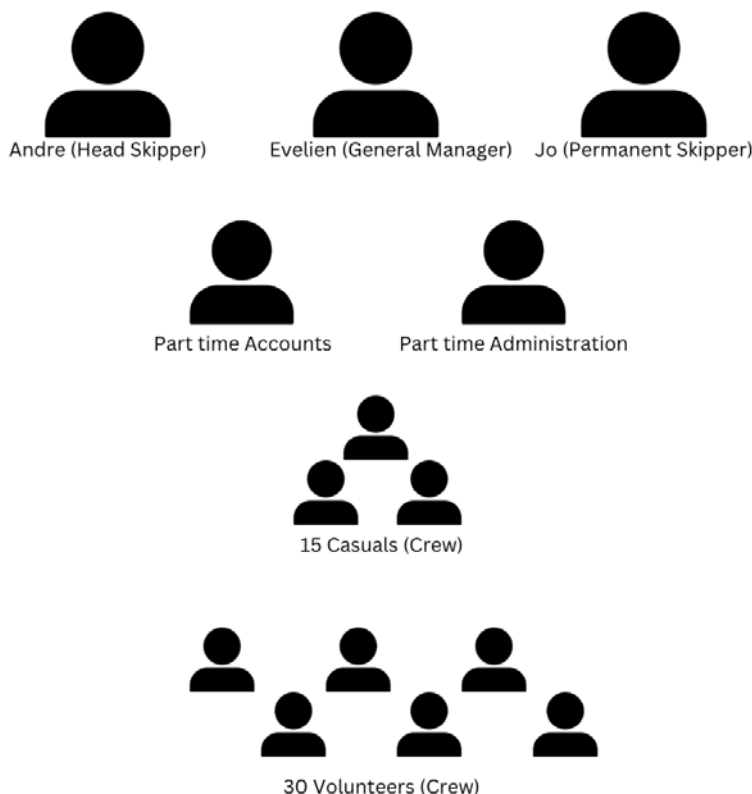 Andre (Head Skipper) Evelien (General Manager) Jo (Permanent Skipper)
Part time Accounts Part time Administration
15 Casuals (Crew)
30 Volunteers (Crew)